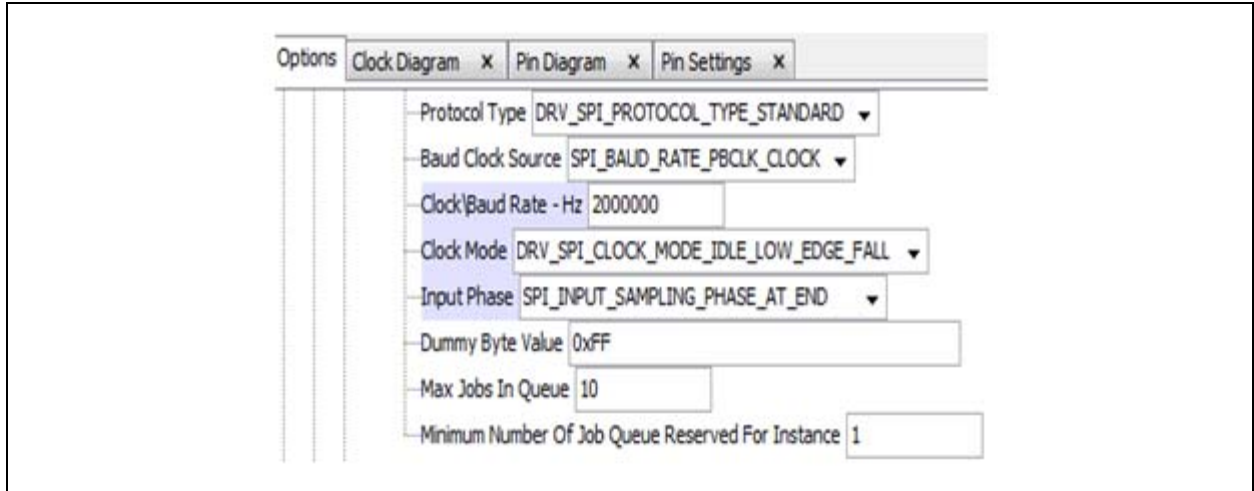 Options Clock Diagram x Pin Diagram x Pin Settings x
Protocol Type DRV_SPI_PROTOCOL_TYPE_STANDARD
Baud Clock Source SPI_BAUD_RATE_PBCLK_CLOCK
Clock\Baud Rate - Hz 2000000
Clock Mode DRV_SPI_CLOCK_MODE_IDLE_LOW_EDGE_FALL
Input Phase SPI_INPUT_SAMPLING_PHASE_AT_END
Dummy Byte Value 0xFF
Max Jobs In Queue 10
Minimum Number Of Job Queue Reserved For Instance 1